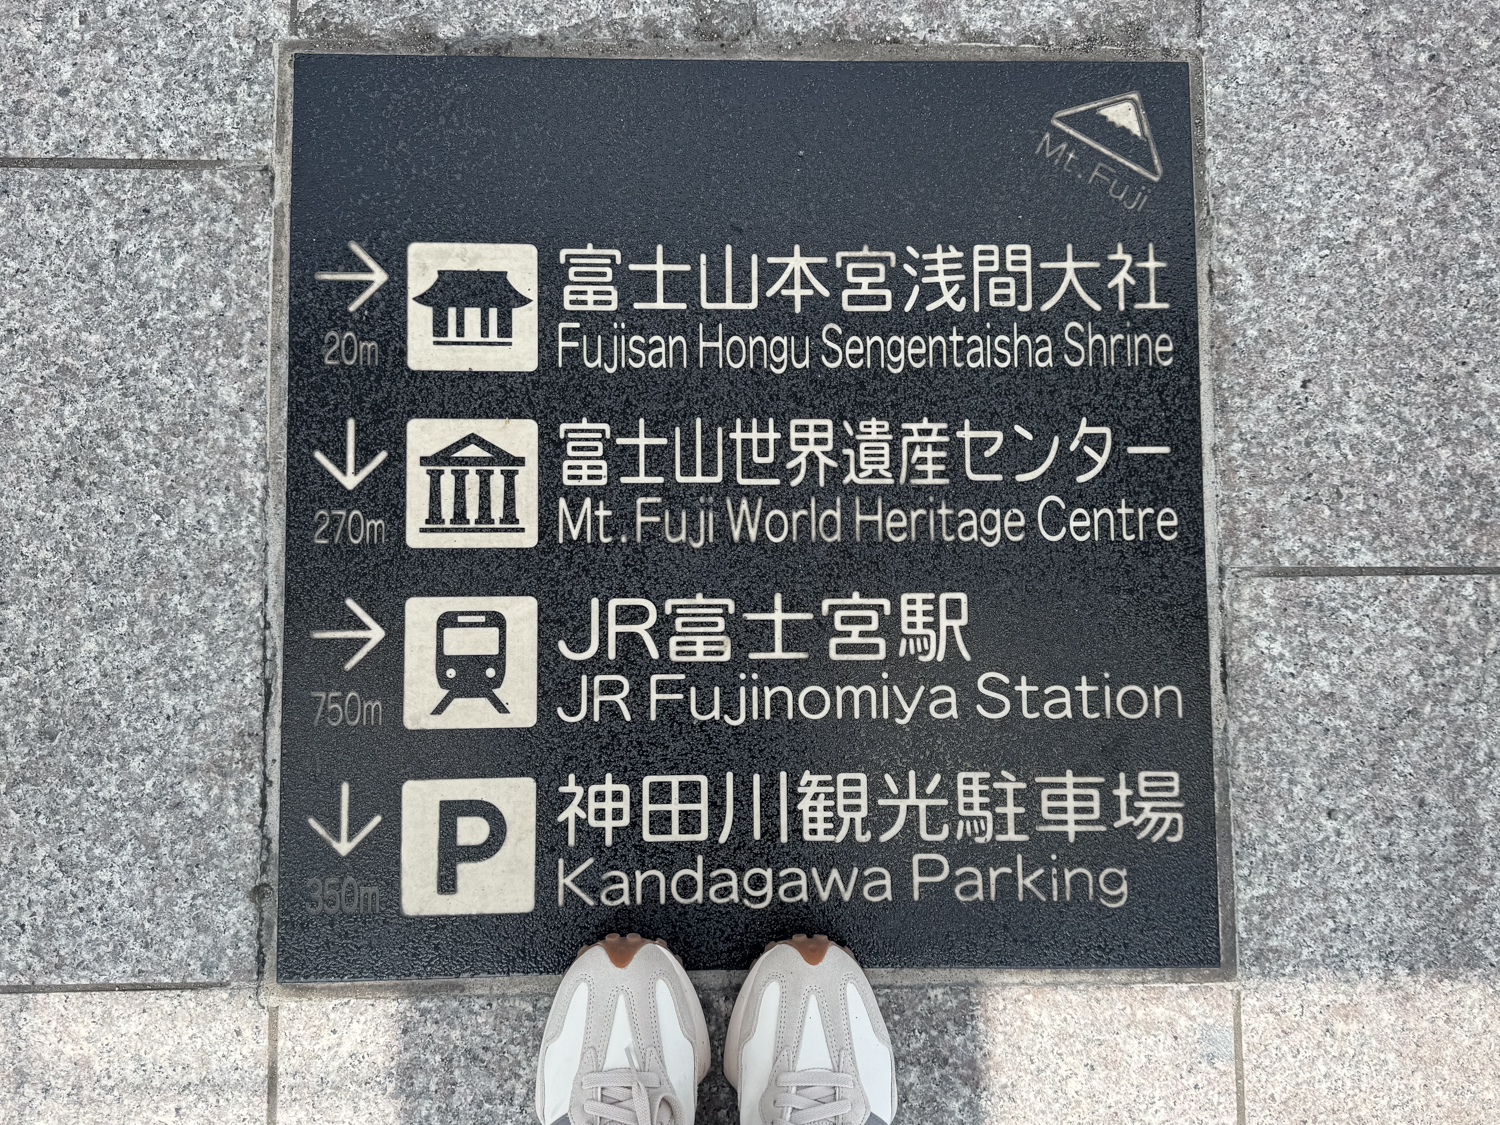 Mt. Fuji
富士山本宮浅間大社
Fujisan Hongu Sengentaisha Shrine
20m
富士山世界遺産センター
Mt. Fuji World Heritage Centre
270m
JR富士宮駅
JR Fujinomiya Station
750m
P
神田川観光駐車場
Kandagawa Parking
350m